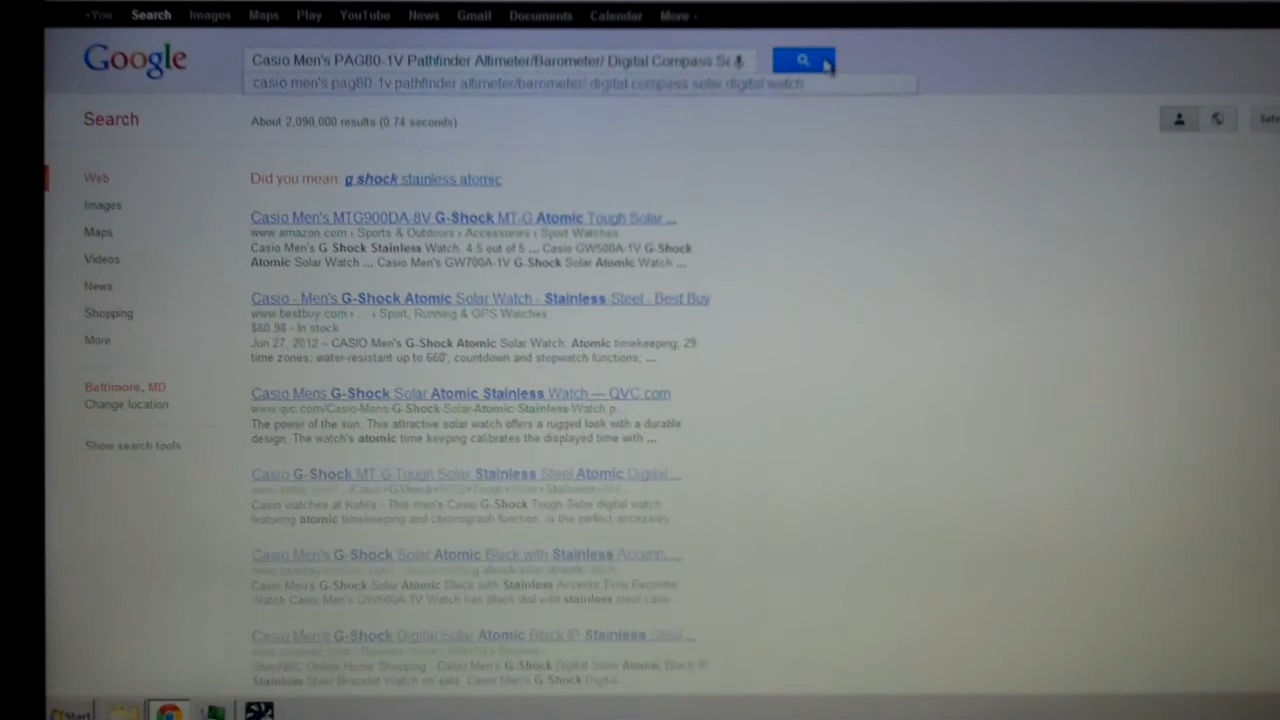 +You Search Images Maps Play YouTube News Gmail Documents Calendar More
Google
Casio Men's PAG80-1V Pathfinder Altimeter/Barometer/ Digital Compass
casio men's pag80-1v pathfinder altimeter/barometer/ digital compass solar digital watch
Search
About 2,090,000 results (0.74 seconds)
Safe
Web
Images
Maps
Videos
News
Shopping
More
Baltimore, MD
Change location
Show search tools
Did you mean: g shock stainless atomic
Casio Men's MTG900DA-8V G-Shock MT-G Atomic Tough Solar ...
www.amazon.com › Sports & Outdoors › Accessories › Sport Watches
Casio Men's G Shock Stainless Watch. 4.5 out of 5 ... Casio GW500A-1V G-Shock
Atomic Solar Watch ... Casio Men's GW700A-1V G-Shock Solar Atomic Watch ...
Casio - Men's G-Shock Atomic Solar Watch - Stainless-Steel - Best Buy
www.bestbuy.com › ... › Sport, Running & GPS Watches
$80.98 - In stock
Jun 27, 2012 – CASIO Men's G-Shock Atomic Solar Watch: Atomic timekeeping; 29
time zones; water-resistant up to 660'; countdown and stopwatch functions; ...
Casio Mens G-Shock Solar Atomic Stainless Watch — QVC.com
www.qvc.com/Casio-Mens-G-Shock-Solar-Atomic-Stainless-Watch.p...
The power of the sun. This attractive solar watch offers a rugged look with a durable
design. The watch's atomic time keeping calibrates the displayed time with ...
Casio G-Shock MT-G Tough Solar Stainless Steel Atomic Digital ...
Casio watches at Kohl's - This men's Casio G-Shock Tough Solar digital watch
featuring atomic timekeeping and chronograph function, is the perfect accessory.
Casio Men's G-Shock Solar Atomic Black with Stainless Accents ...
Casio Men's G-Shock Solar Atomic Black with Stainless Accents Time Recorder
Watch Casio Men's GW500A-1V Watch has black dial with stainless steel case
Casio Men's G-Shock Digital Solar Atomic Black IP Stainless Steel ...
ShopNBC Online Home Shopping : Casio Men's G-Shock Digital Solar Atomic Black IP
Stainless Steel Bracelet Watch on sale. Casio Men's G-Shock Digital ...
Start